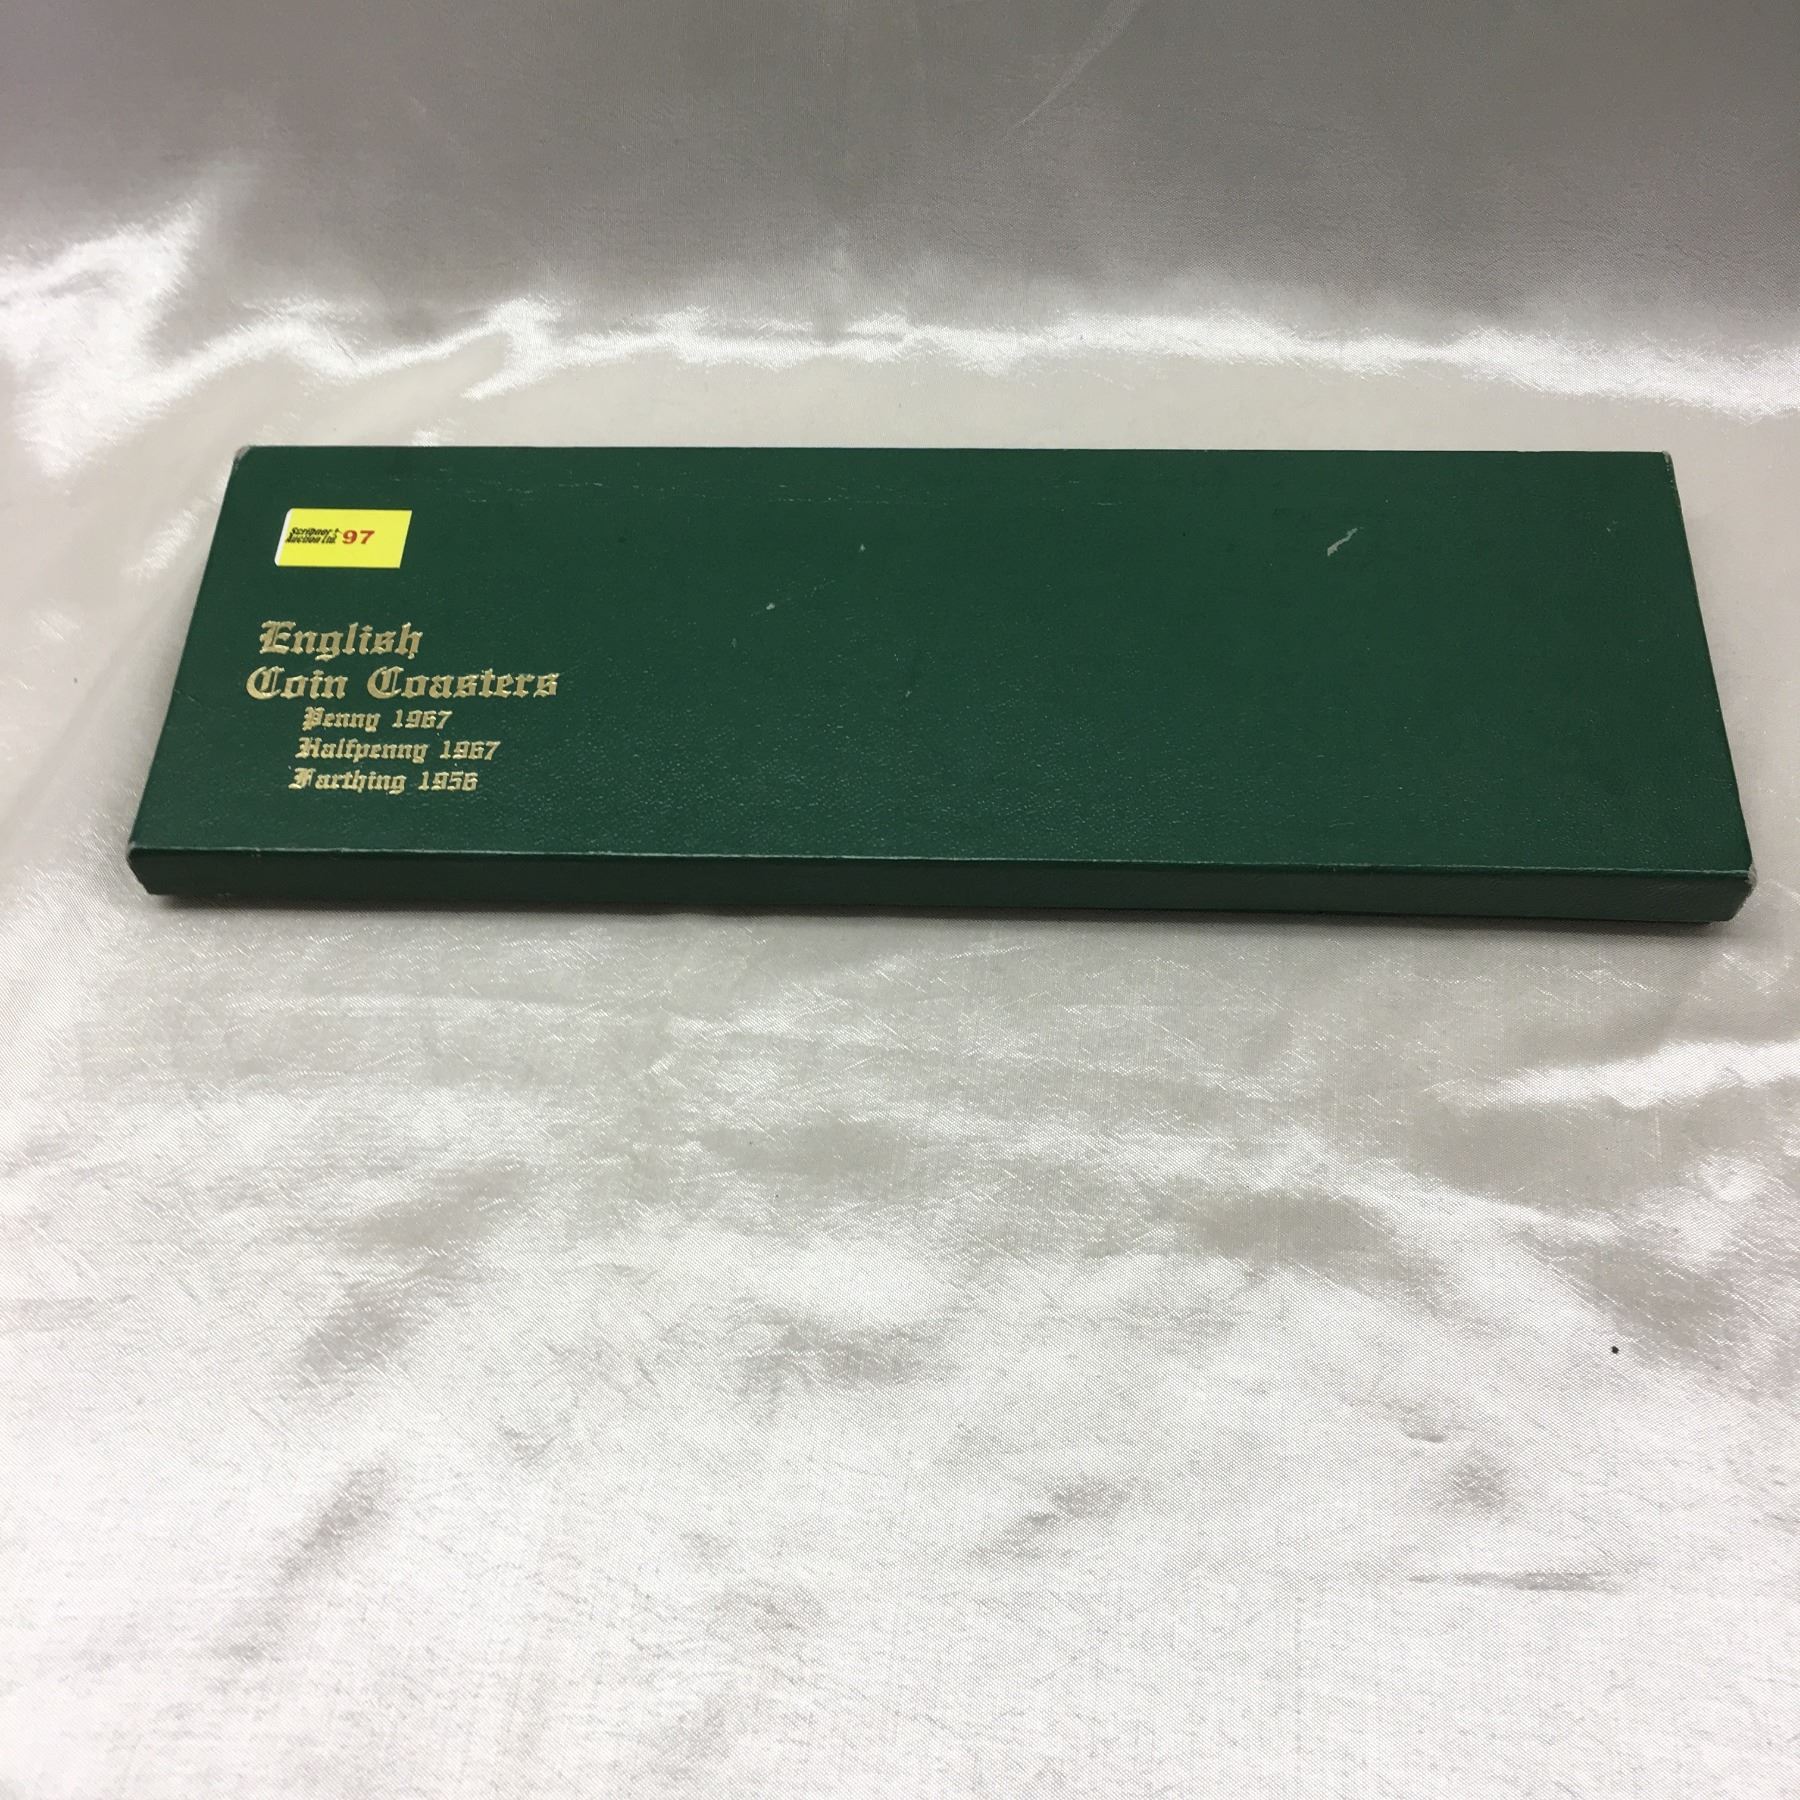 Scribner
Auction Ltd. 97
English
Coin Coasters
Penny 1967
Halfpenny 1967
Farthing 1956